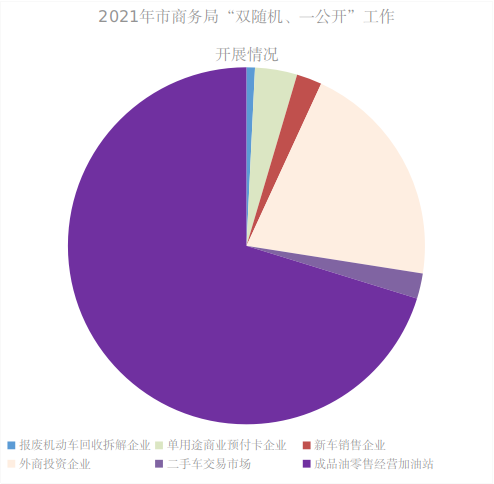 2021年市商务局“双随机、一公开”工作
开展情况
报废机动车回收拆解企业 单用途商业预付卡企业 新车销售企业
外商投资企业 二手车交易市场 成品油零售经营加油站